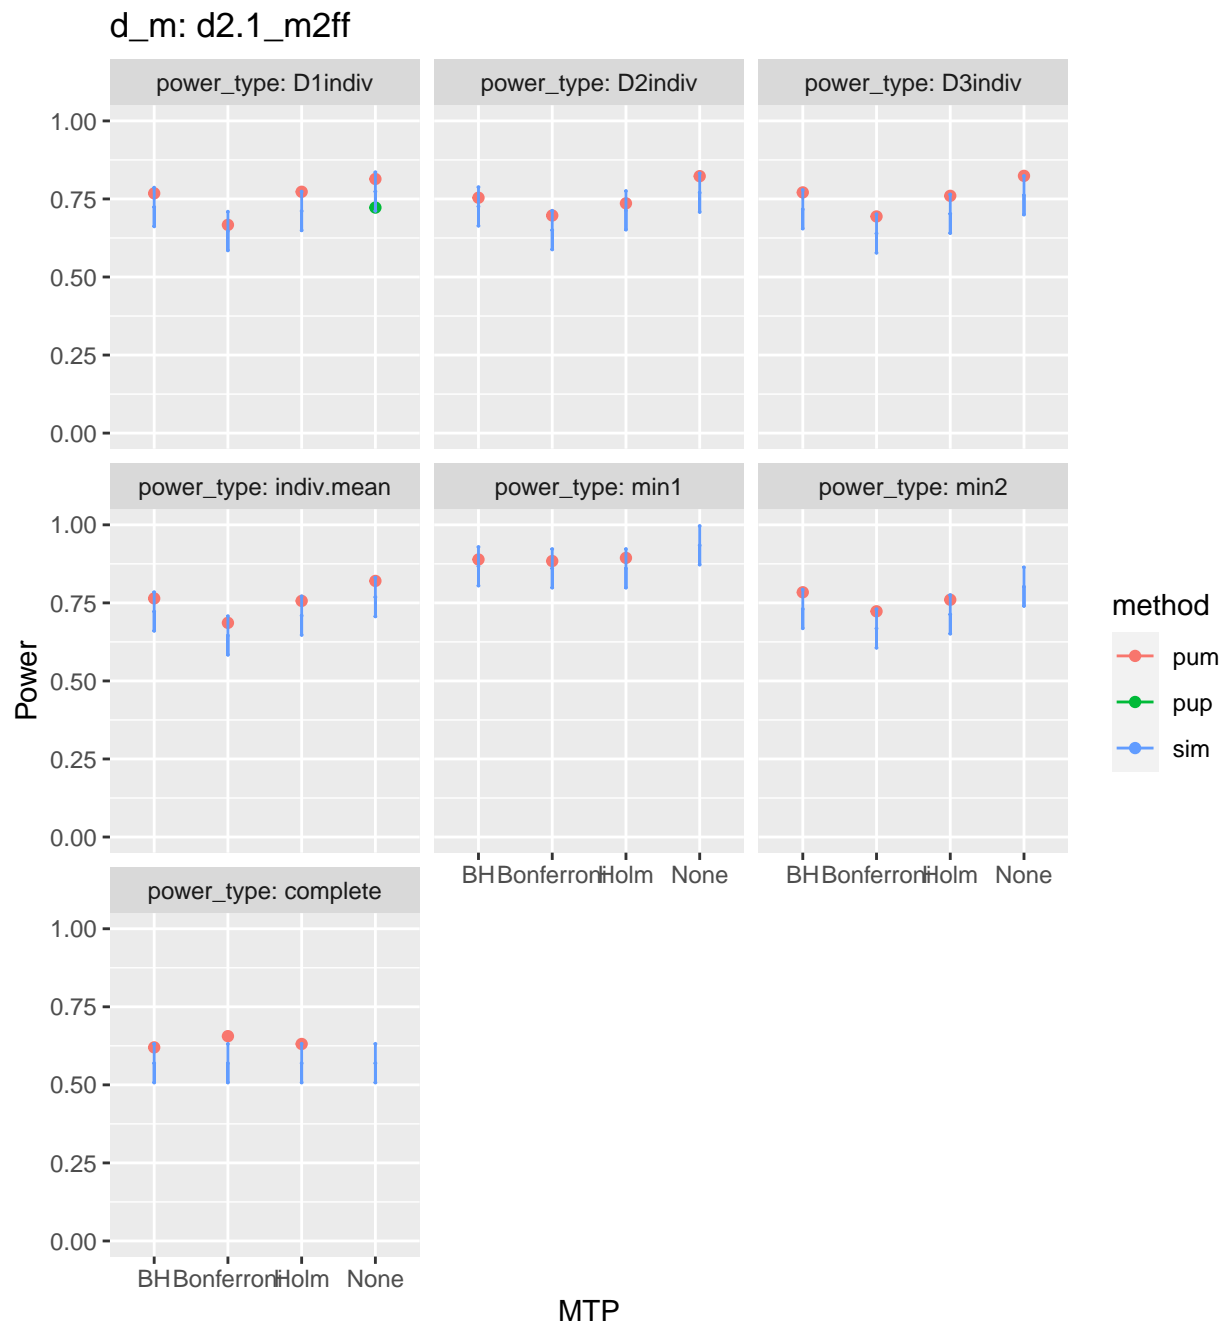 d_m: d2.1_m2ff
power_type: D1indiv
power_type: D2indiv
power_type: D3indiv
1.00
0.75
0.50
0.25
0.00
power_type: indiv.mean
power_type: min1
power_type: min2
1.00
0.75
0.50
0.25
0.00
BH Bonferroni Holm None
BH Bonferroni Holm None
power_type: complete
1.00
0.75
0.50
0.25
0.00
BH Bonferroni Holm None
Power
MTP
method
pum
pup
sim